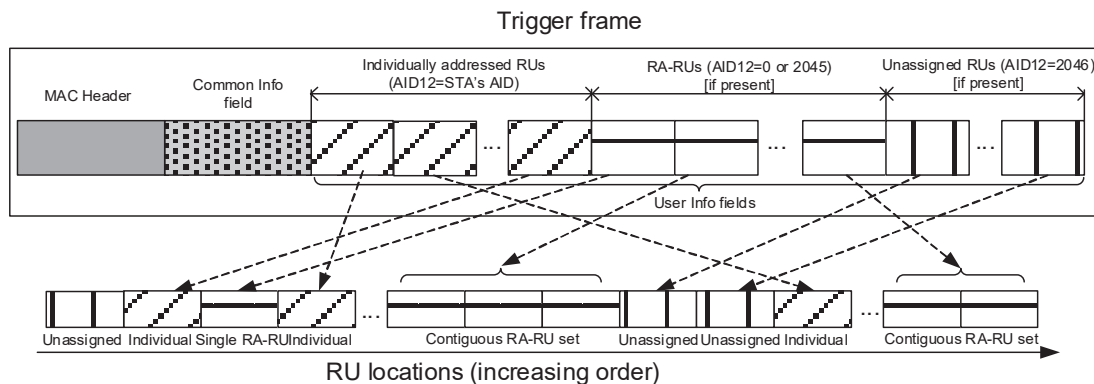 Trigger frame
Individually addressed RUs
(AID12=STA's AID)
RA-RUs (AID12=0 or 2045)
[if present]
Unassigned RUs (AID12=2046)
[if present]
MAC Header
Common Info
field
...
...
...
User Info fields
...
...
Unassigned Individual Single RA-RU Individual Contiguous RA-RU set Unassigned Unassigned Individual Contiguous RA-RU set
RU locations (increasing order)